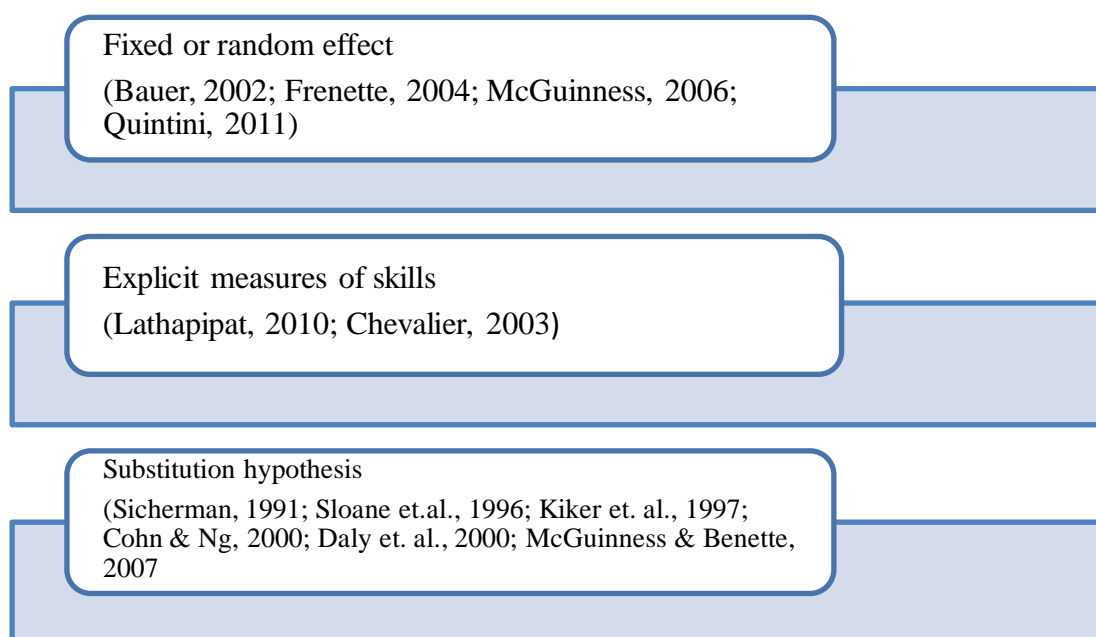 Fixed or random effect
(Bauer, 2002; Frenette, 2004; McGuinness, 2006;
Quintini, 2011)
Explicit measures of skills
(Lathapipat, 2010; Chevalier, 2003)
Substitution hypothesis
(Sicherman, 1991; Sloane et.al., 1996; Kiker et. al., 1997;
Cohn & Ng, 2000; Daly et. al., 2000; McGuinness & Benette,
2007